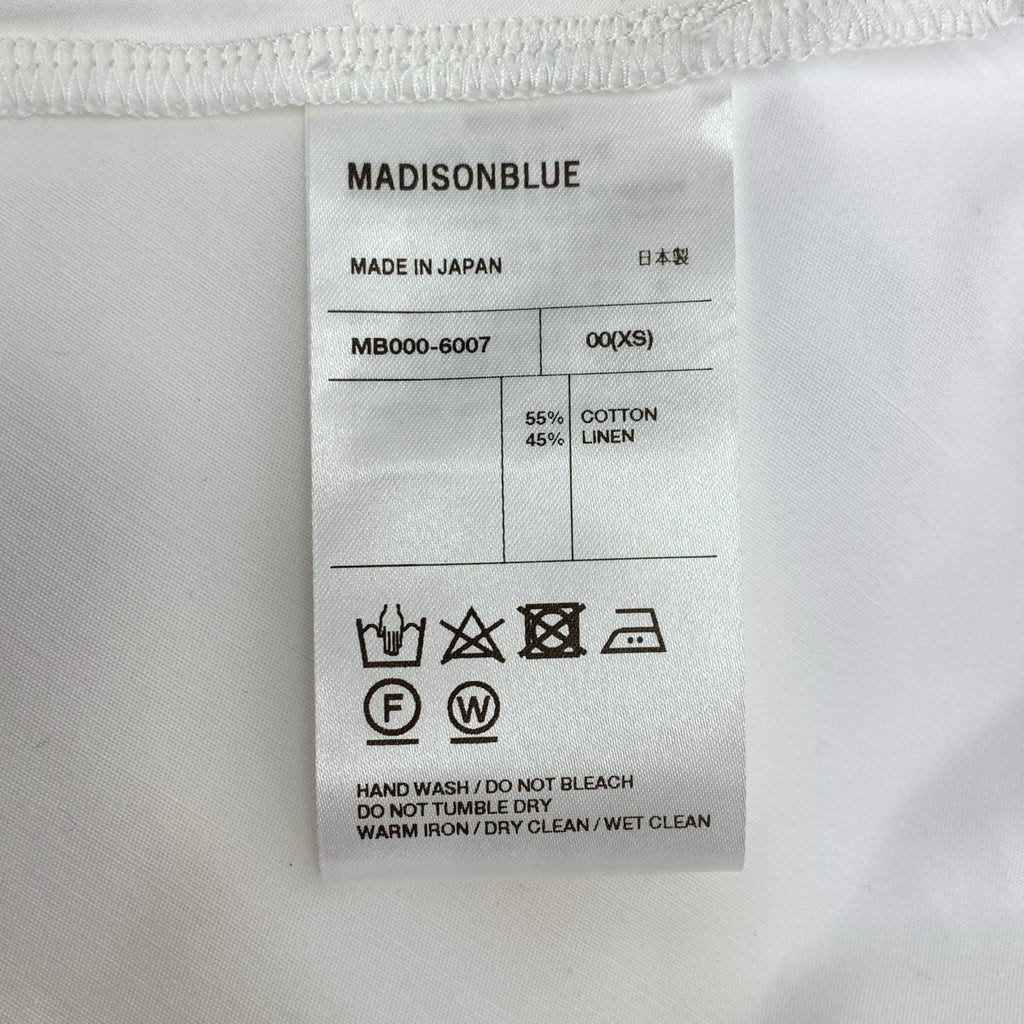 MADISONBLUE
MADE IN JAPAN 日本製
MB000-6007 00(XS)
55% COTTON
45% LINEN
F W
HAND WASH / DO NOT BLEACH
DO NOT TUMBLE DRY
WARM IRON / DRY CLEAN / WET CLEAN